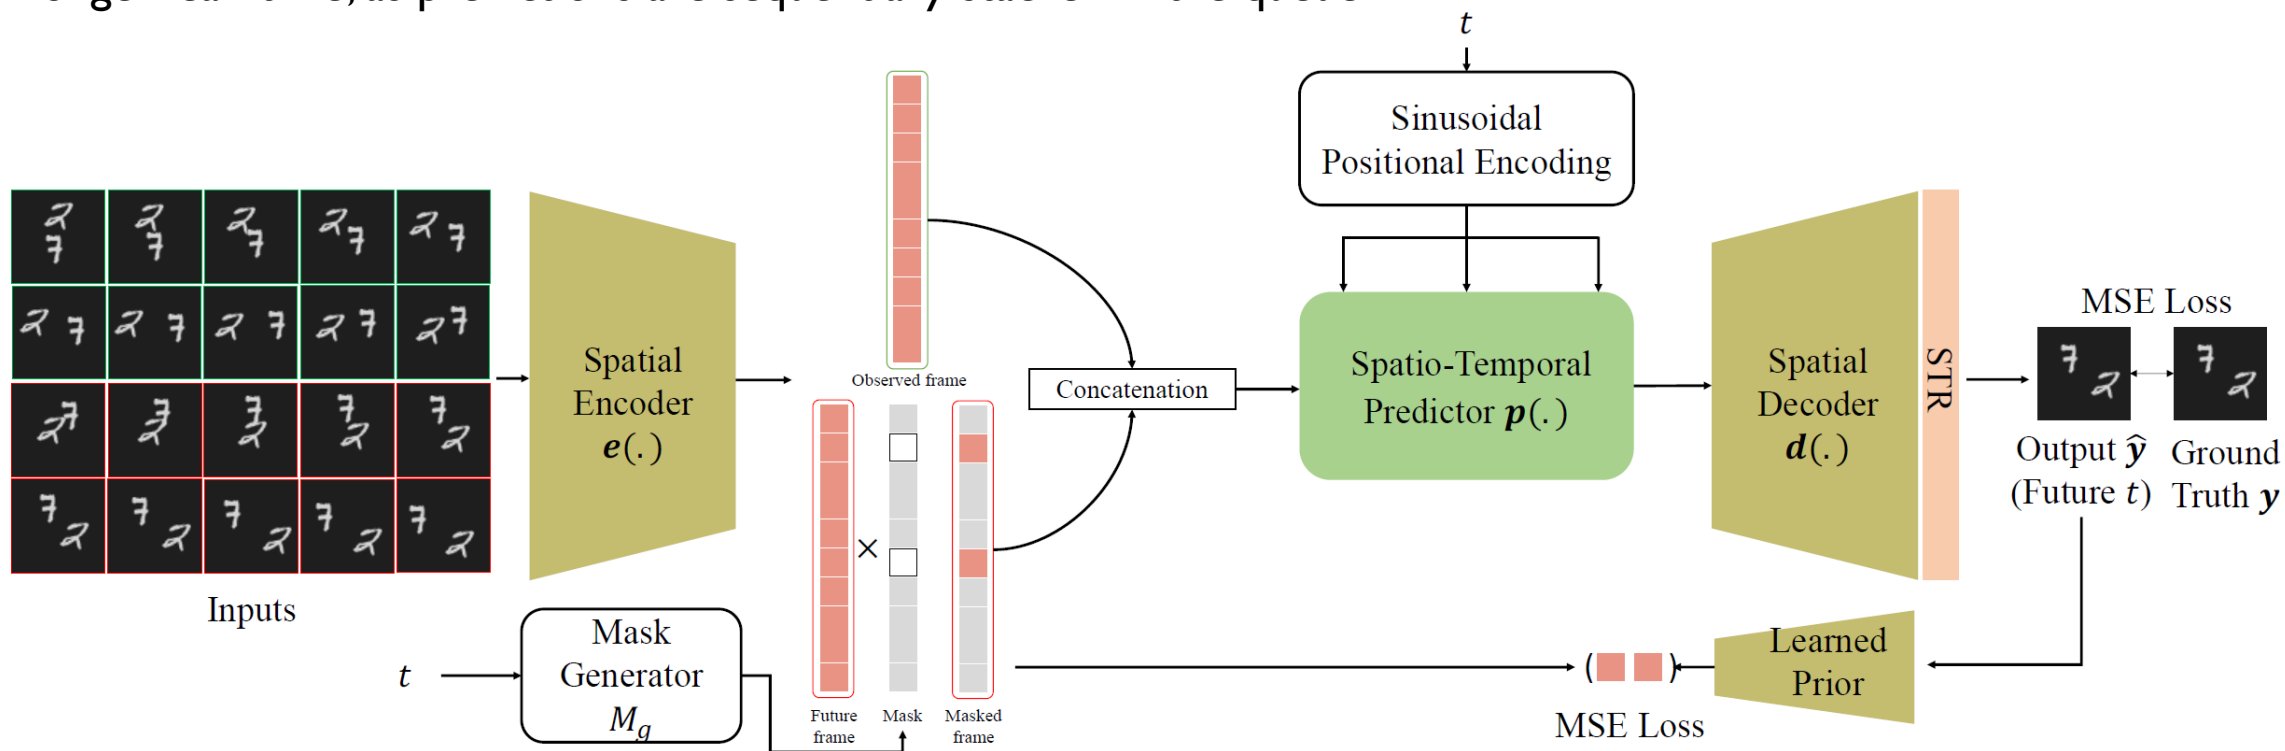 t
Sinusoidal
Positional Encoding
Inputs
Spatial
Encoder
e(.)
Observed frame
Concatenation
Spatio-Temporal
Predictor p(.)
Spatial
Decoder
d(.)
STR
MSE Loss
Output ŷ
(Future t)
Ground
Truth y
t
Mask
Generator
M_g
×
Future
frame
Mask
Masked
frame
( )
MSE Loss
Learned
Prior